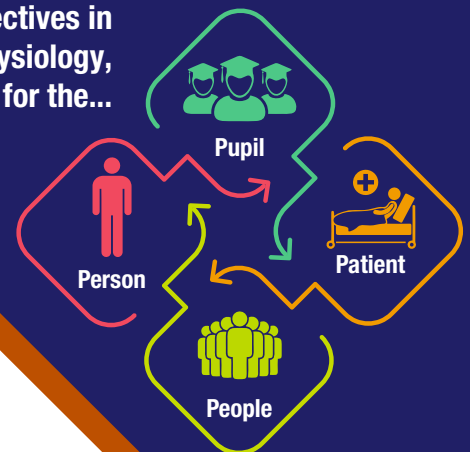 ectives in
ysiology,
for the...
Pupil
Person
Patient
People